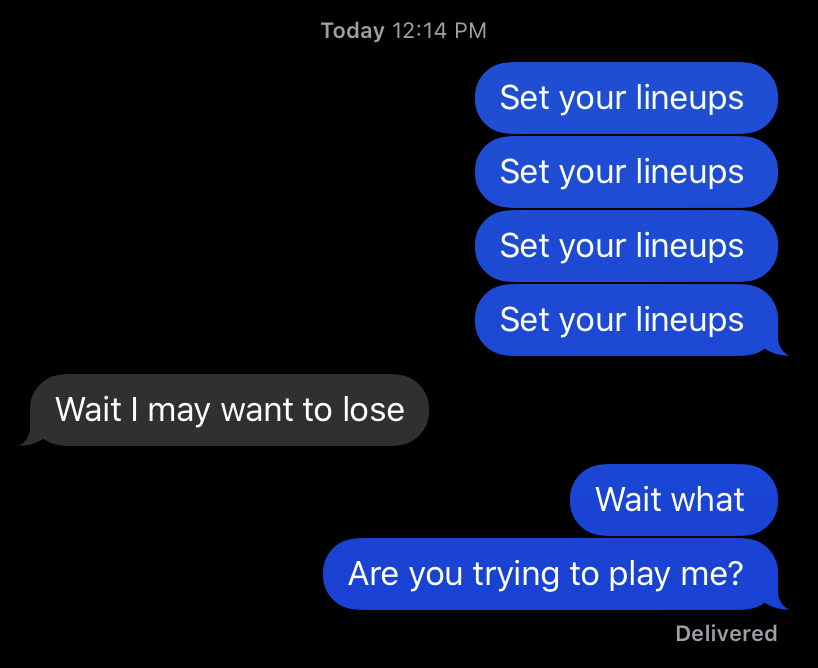 Today 12:14 PM
Set your lineups
Set your lineups
Set your lineups
Set your lineups
Wait I may want to lose
Wait what
Are you trying to play me?
Delivered